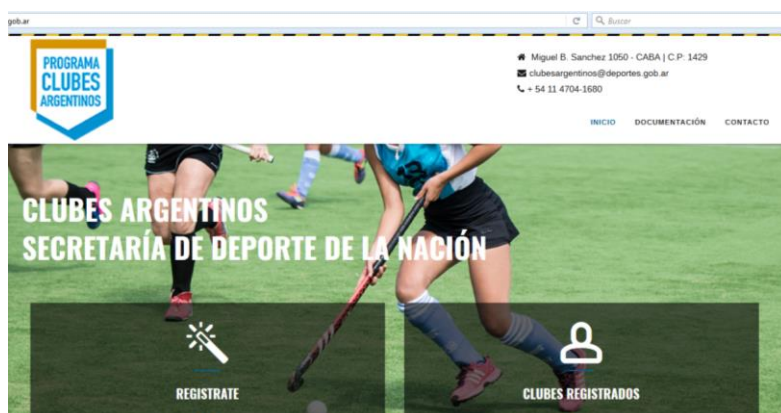 gob.ar
Buscar
PROGRAMA
CLUBES
ARGENTINOS
Miguel B. Sanchez 1050 - CABA | C.P: 1429
clubesargentinos@deportes.gob.ar
+ 54 11 4704-1680
INICIO DOCUMENTACIÓN CONTACTO
CLUBES ARGENTINOS
SECRETARÍA DE DEPORTE DE LA NACIÓN
REGISTRATE CLUBES REGISTRADOS